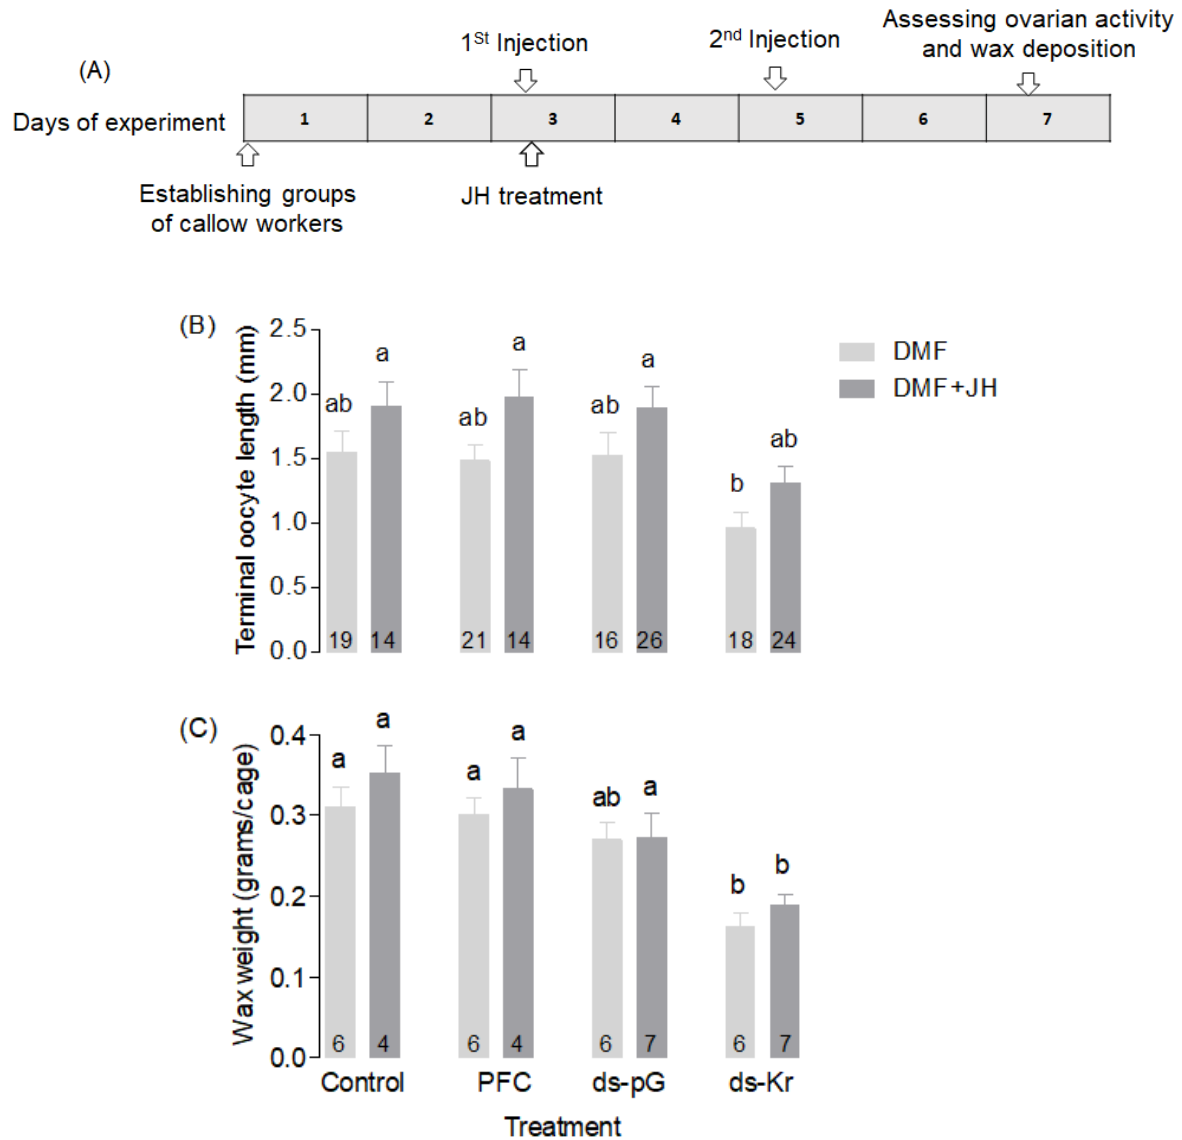 (A)
1St Injection
2nd Injection
Assessing ovarian activity
and wax deposition
Days of experiment
1 2 3 4 5 6 7
Establishing groups
of callow workers
JH treatment
(B)
Terminal oocyte length (mm)
2.5
2.0
1.5
1.0
0.5
0.0
ab a ab a ab a b ab
19 14 21 14 16 26 18 24
DMF
DMF+JH
(C)
Wax weight (grams/cage)
0.4
0.3
0.2
0.1
0.0
a a a a ab a b b
6 4 6 4 6 7 6 7
Control PFC ds-pG ds-Kr
Treatment